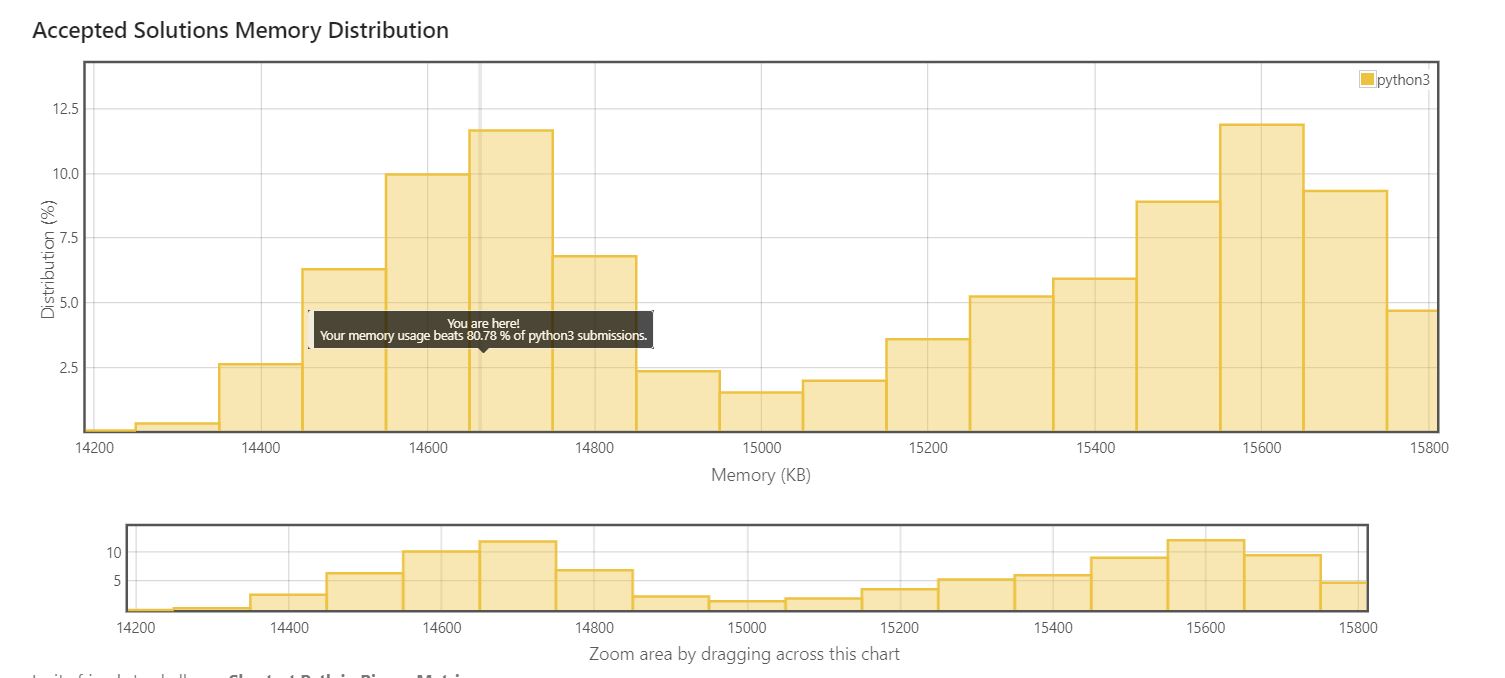 Accepted Solutions Memory Distribution
python3
12.5
10.0
7.5
5.0
2.5
Distribution (%)
You are here!
Your memory usage beats 80.78 % of python3 submissions.
14200 14400 14600 14800 15000 15200 15400 15600 15800
Memory (KB)
10
5
14200 14400 14600 14800 15000 15200 15400 15600 15800
Zoom area by dragging across this chart